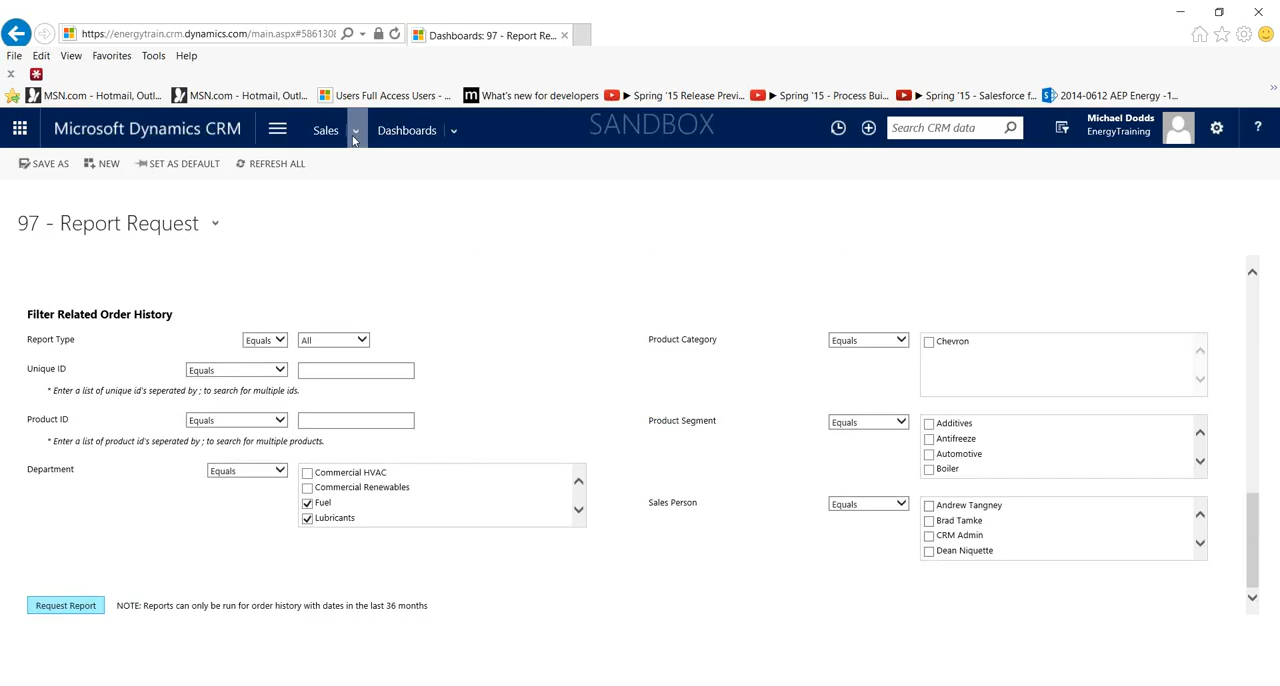 https://energytrain.crm.dynamics.com/main.aspx#5861308
Dashboards: 97 - Report Re...
File Edit View Favorites Tools Help
x
MSN.com - Hotmail, Outl... MSN.com - Hotmail, Outl... Users Full Access Users - ... What's new for developers ▶ Spring '15 Release Previ... ▶ Spring '15 - Process Bui... ▶ Spring '15 - Salesforce f... 2014-0612 AEP Energy -1... »
Microsoft Dynamics CRM Sales Dashboards SANDBOX Search CRM data Michael Dodds
EnergyTraining ?
SAVE AS NEW SET AS DEFAULT REFRESH ALL
97 - Report Request
Filter Related Order History
Report Type Equals All
Unique ID Equals
* Enter a list of unique id's seperated by ; to search for multiple ids.
Product ID Equals
* Enter a list of product id's seperated by ; to search for multiple products.
Department Equals
Commercial HVAC
Commercial Renewables
Fuel
Lubricants
Product Category Equals
Chevron
Product Segment Equals
Additives
Antifreeze
Automotive
Boiler
Sales Person Equals
Andrew Tangney
Brad Tamke
CRM Admin
Dean Niquette
Request Report NOTE: Reports can only be run for order history with dates in the last 36 months